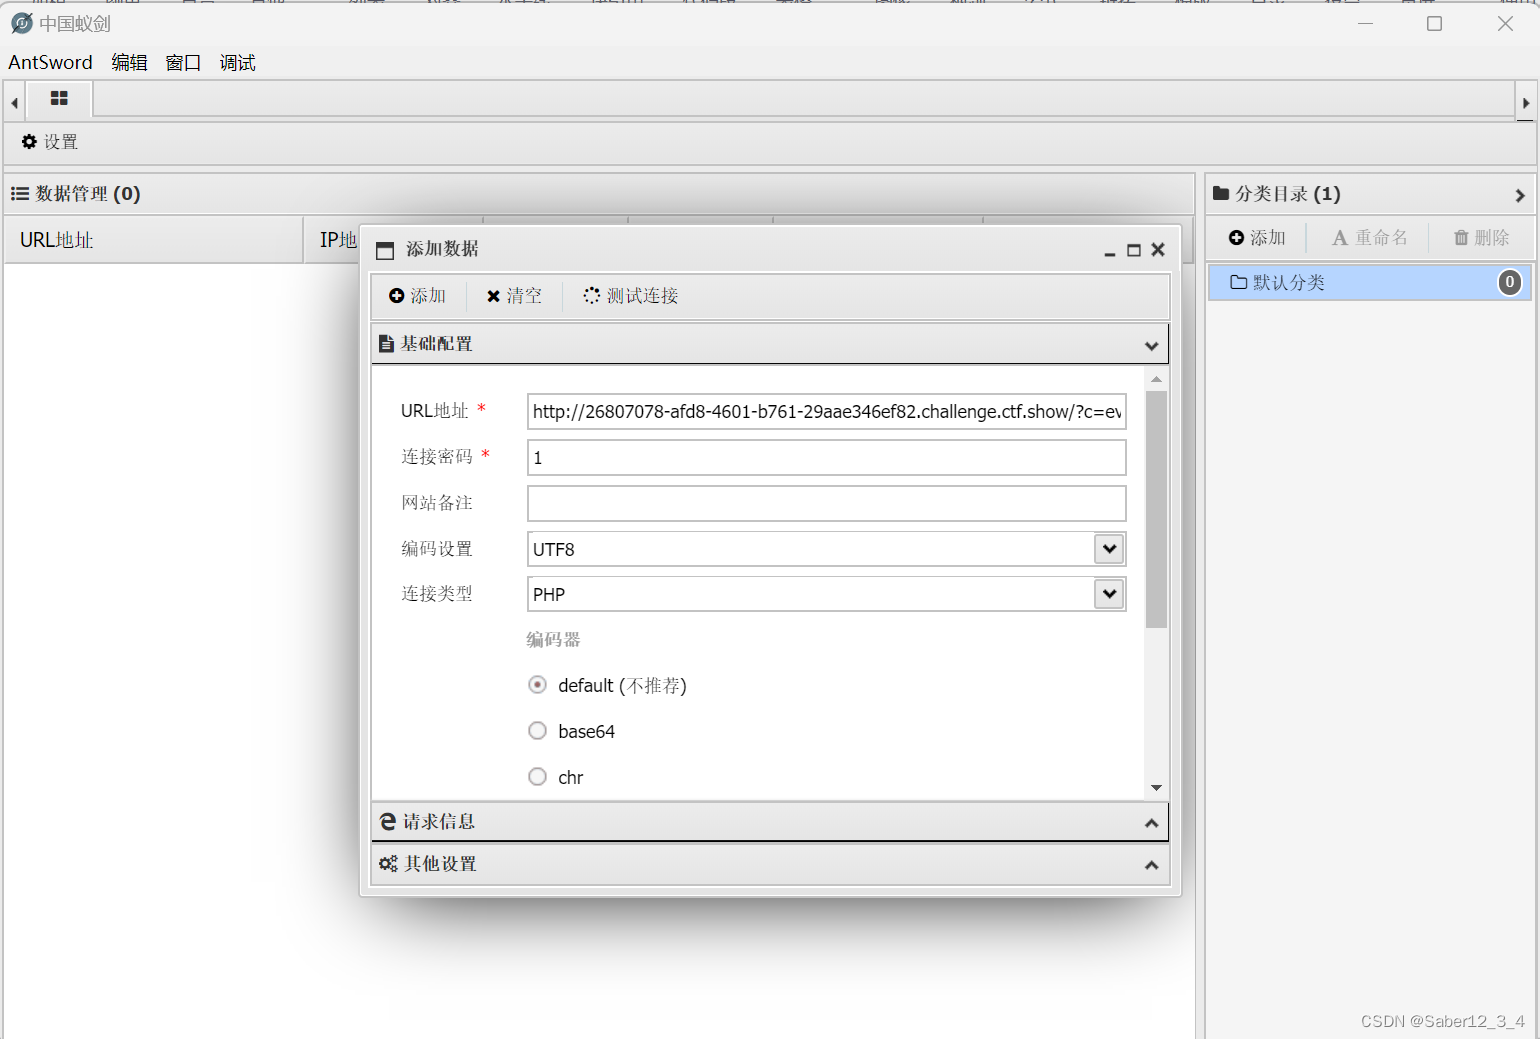 中国蚁剑
AntSword 编辑 窗口 调试
设置
数据管理 (0)
分类目录 (1)
URL地址
IP地
添加
重命名
删除
默认分类
0
添加数据
添加
清空
测试连接
基础配置
URL地址 *
http://26807078-afd8-4601-b761-29aae346ef82.challenge.ctf.show/?c=ev
连接密码 *
1
网站备注
编码设置
UTF8
连接类型
PHP
编码器
default (不推荐)
base64
chr
请求信息
其他设置
CSDN @Saber12_3_4